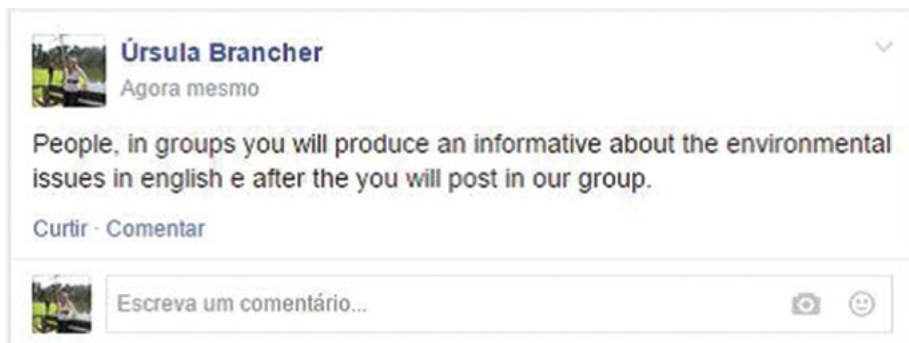 Úrsula Brancher
Agora mesmo
People, in groups you will produce an informative about the environmental
issues in english e after the you will post in our group.
Curtir · Comentar
Escreva um comentário...